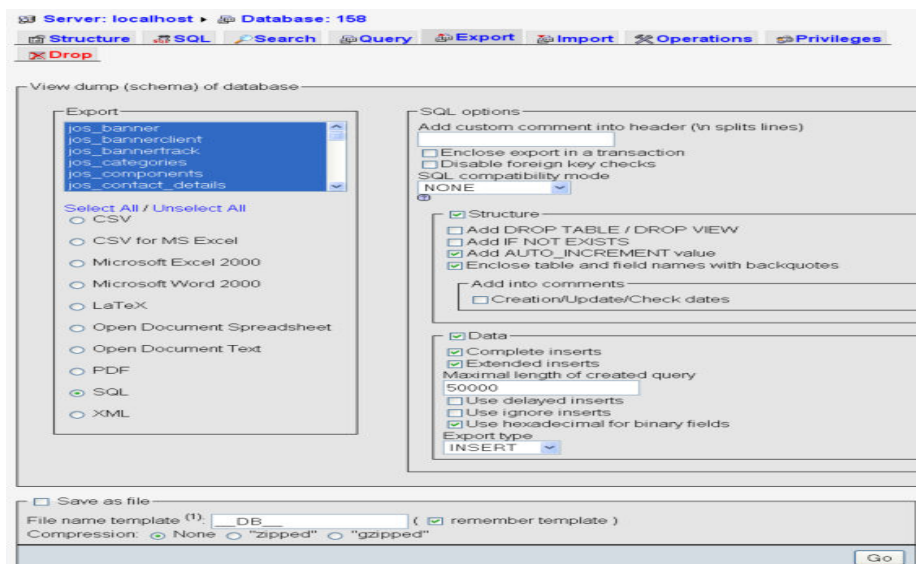 Server: localhost ▸ Database: 158
Structure SQL Search Query Export Import Operations Privileges
Drop
View dump (schema) of database
Export
jos_banner
jos_bannerclient
jos_bannertrack
jos_categories
jos_components
jos_contact_details
Select All / Unselect All
CSV
CSV for MS Excel
Microsoft Excel 2000
Microsoft Word 2000
LaTeX
Open Document Spreadsheet
Open Document Text
PDF
SQL
XML
SQL options
Add custom comment into header (\n splits lines)
Enclose export in a transaction
Disable foreign key checks
SQL compatibility mode
NONE
Structure
Add DROP TABLE / DROP VIEW
Add IF NOT EXISTS
Add AUTO_INCREMENT value
Enclose table and field names with backquotes
Add into comments
Creation/Update/Check dates
Data
Complete inserts
Extended inserts
Maximal length of created query
50000
Use delayed inserts
Use ignore inserts
Use hexadecimal for binary fields
Export type
INSERT
Save as file
File name template (1): __DB__ ( remember template )
Compression: None "zipped" "gzipped"
Go